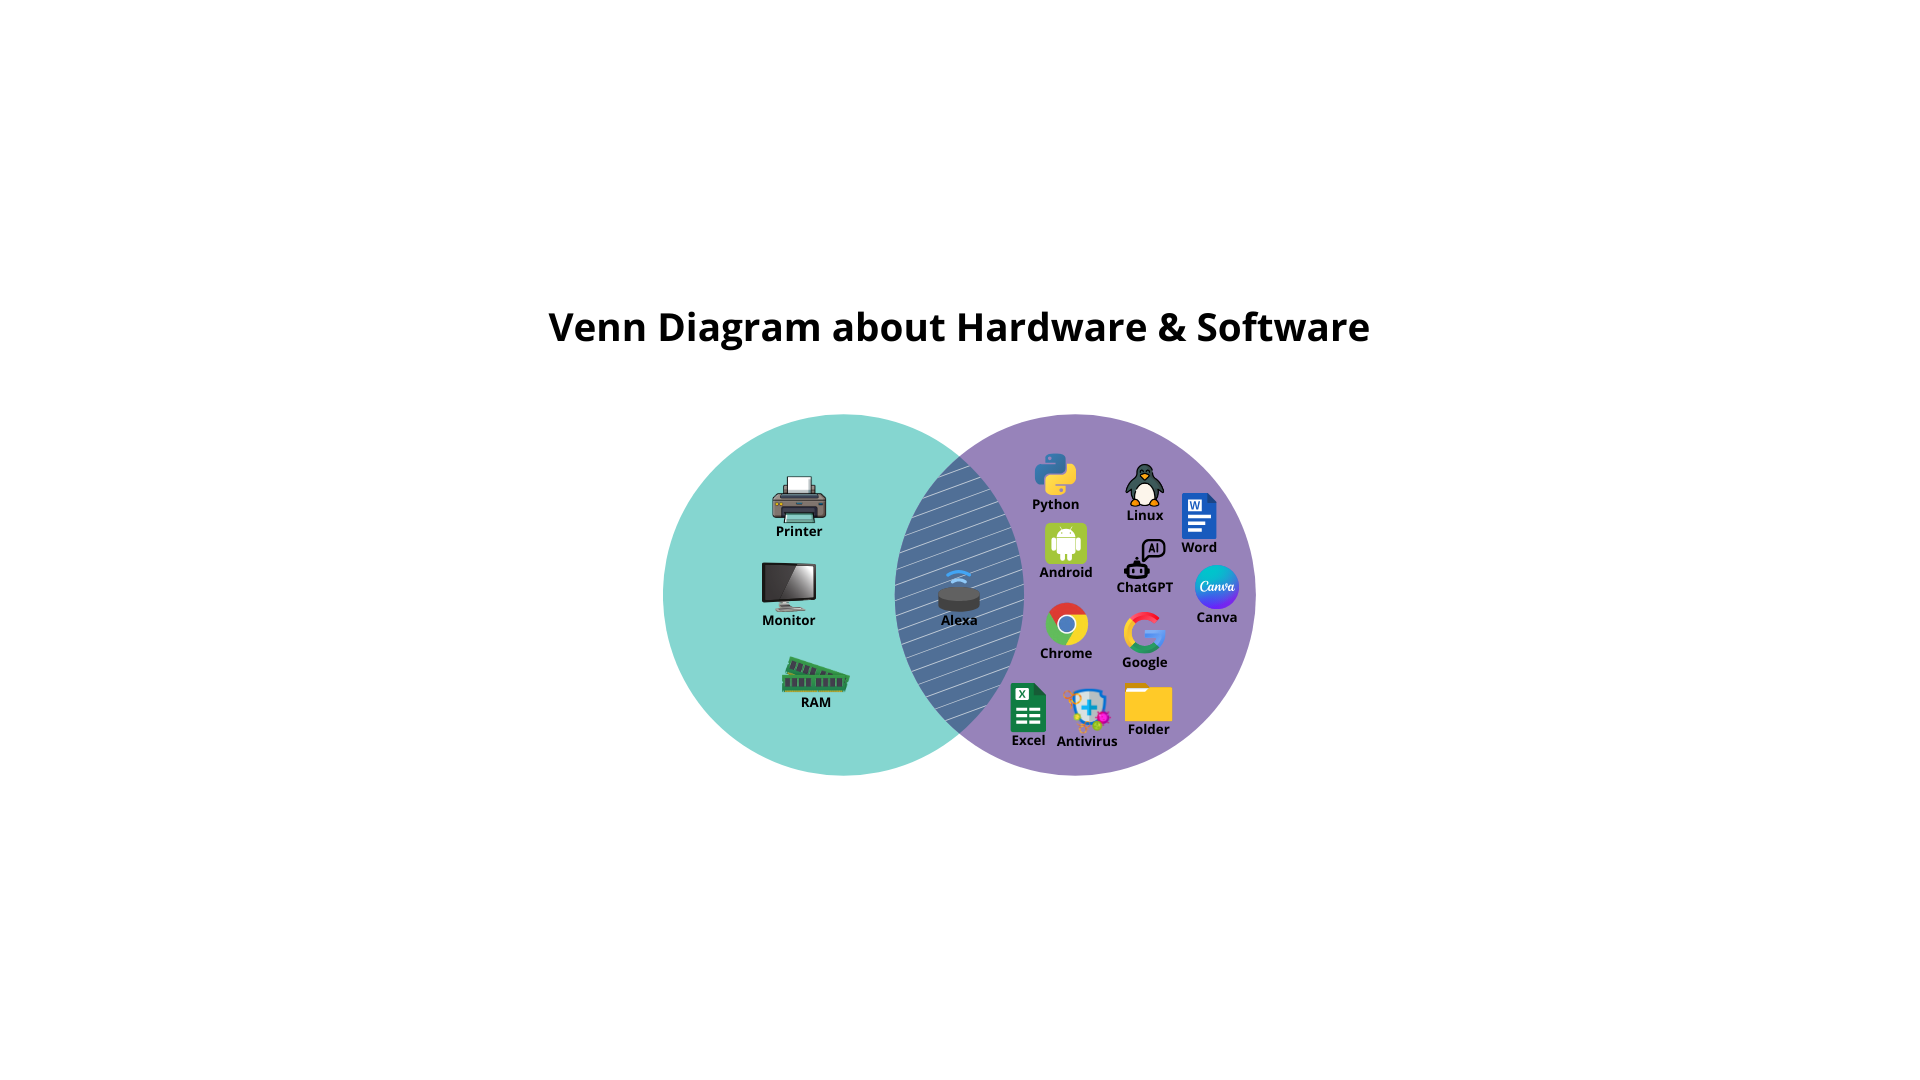 Venn Diagram about Hardware & Software
Printer
Monitor
RAM
Alexa
Python
Linux
W
Word
Android
AI
ChatGPT
Canva
Canva
Chrome
Google
X
Excel
Antivirus
Folder